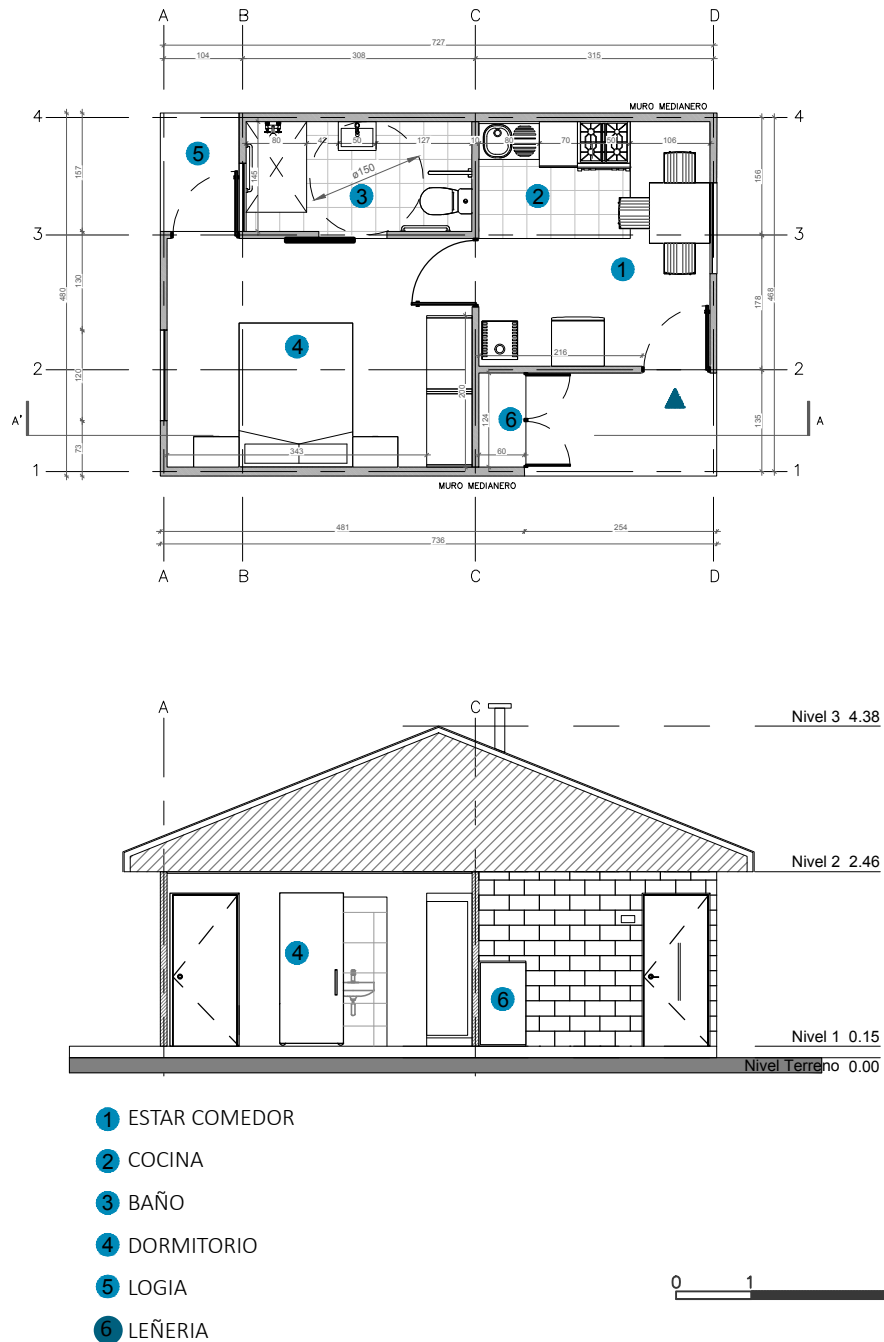 A B C D
727
104 308 315
MURO MEDIANERO
4 4
80 42 50 127 10 80 70 50 106
5
157 145 ø150 156
3 2
3 3
1
480 130 468 178
4
216
2 2
120 200
124 135
6
A' A
73 343 60
1 1
MURO MEDIANERO
481 254
736
A B C D
A C
Nivel 3 4.38
Nivel 2 2.46
4
6
Nivel 1 0.15
Nivel Terreno 0.00
1 ESTAR COMEDOR
2 COCINA
3 BAÑO
4 DORMITORIO
5 LOGIA
6 LEÑERIA
0 1